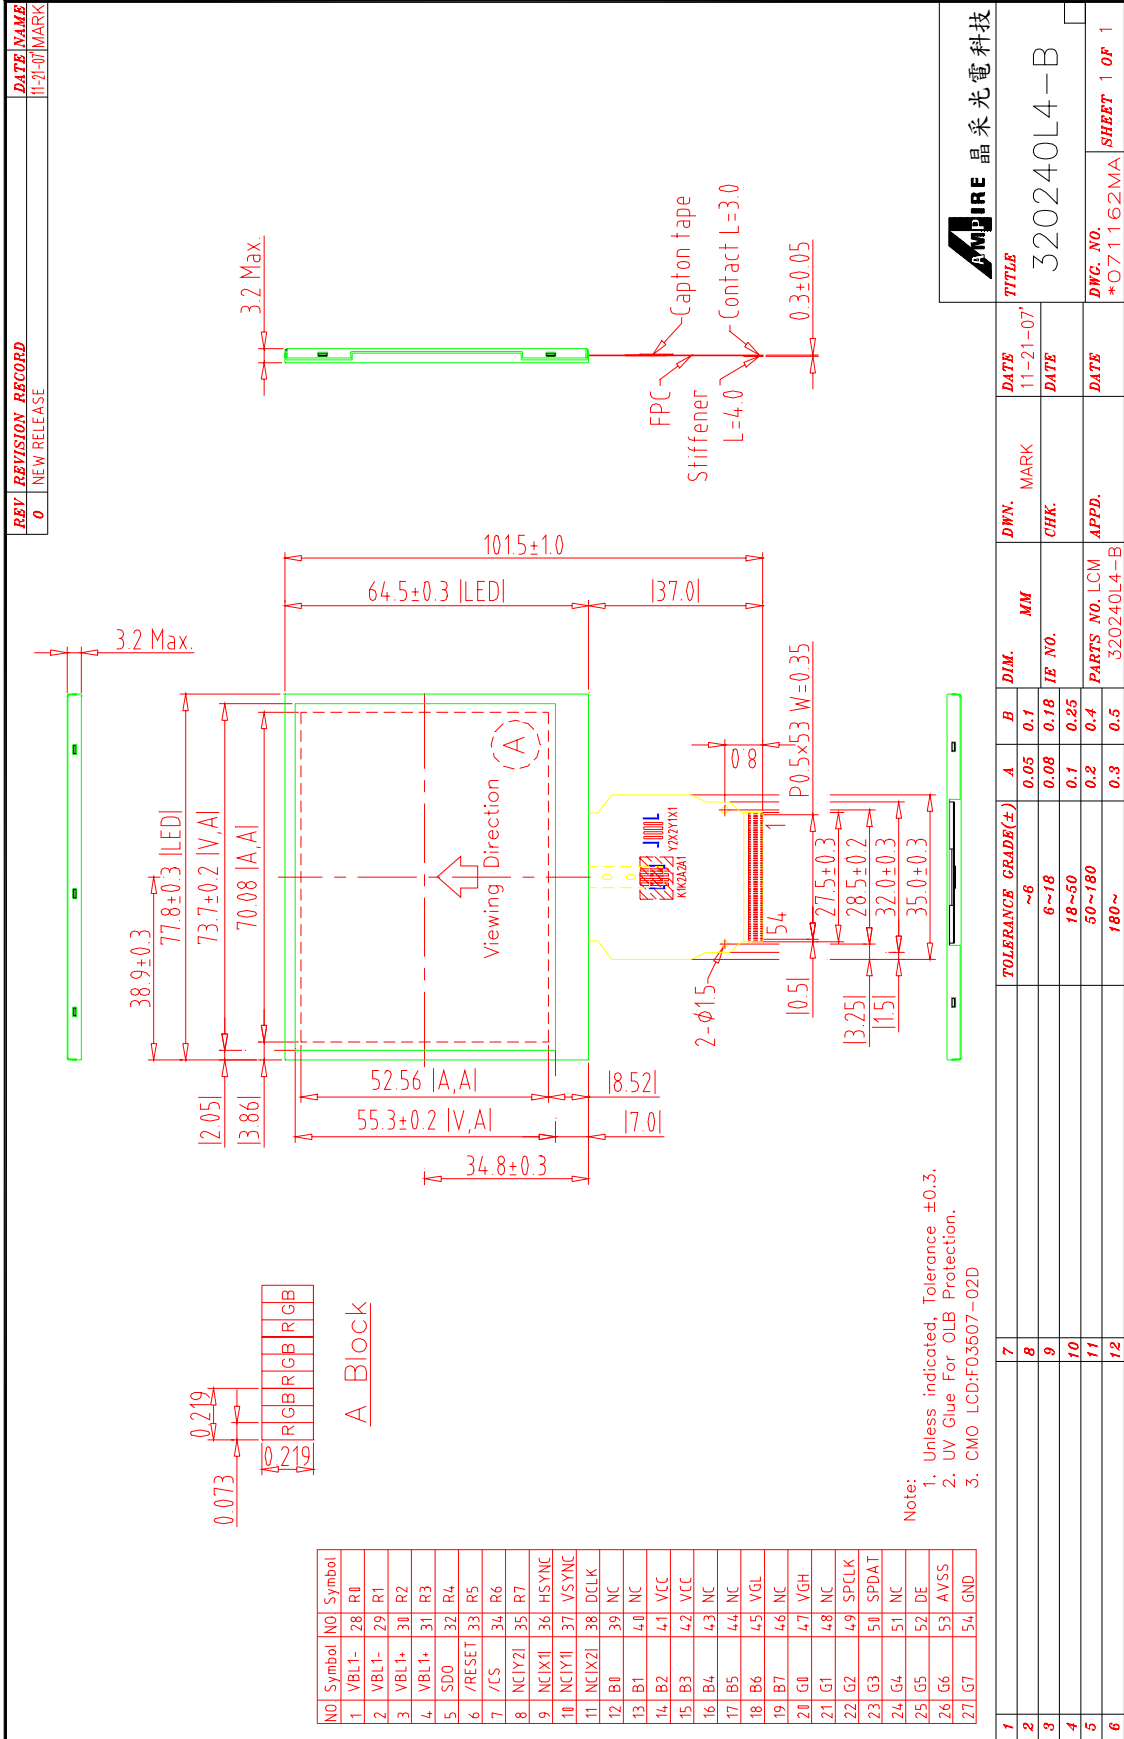 REV REVISION RECORD DATE NAME
0 NEW RELEASE 11-21-07' MARK
3.2 Max.
38.9±0.3
77.8±0.3 |LED|
73.7±0.2 |V,A|
70.08 |A,A|
|2.05|
|3.86|
52.56 |A,A|
55.3±0.2 |V,A|
34.8±0.3
|8.52|
|7.0|
Viewing Direction
A
64.5±0.3 |LED|
101.5±1.0
|37.0|
3.2 Max.
FPC
Capton tape
Stiffener
L=4.0
Contact L=3.0
0.3±0.05
K1K2A2A1
Y2X2Y1X1
0.8
P0.5×53 W=0.35
54
1
2-ϕ1.5
|0.5|
27.5±0.3
28.5±0.2
|3.25|
32.0±0.3
|1.5|
35.0±0.3
0.219
0.073
0.219
R G B R G B R G B
A Block
NO Symbol NO Symbol
1 VBL1- 28 R0
2 VBL1- 29 R1
3 VBL1+ 30 R2
4 VBL1+ 31 R3
5 SDO 32 R4
6 /RESET 33 R5
7 /CS 34 R6
8 NC|Y2| 35 R7
9 NC|X1| 36 HSYNC
10 NC|Y1| 37 VSYNC
11 NC|X2| 38 DCLK
12 B0 39 NC
13 B1 40 NC
14 B2 41 VCC
15 B3 42 VCC
16 B4 43 NC
17 B5 44 NC
18 B6 45 VGL
19 B7 46 NC
20 G0 47 VGH
21 G1 48 NC
22 G2 49 SPCLK
23 G3 50 SPDAT
24 G4 51 NC
25 G5 52 DE
26 G6 53 AVSS
27 G7 54 GND
Note:
1. Unless indicated, Tolerance ±0.3.
2. UV Glue For OLB Protection.
3. CMO LCD:F03507-02D
1 7
2 8
3 9
4 10
5 11
6 12
TOLERANCE GRADE(±) A B
~6 0.05 0.1
6~18 0.08 0.18
18~50 0.1 0.25
50~180 0.2 0.4
180~ 0.3 0.5
DIM. MM
IE NO.
PARTS NO. LCM
320240L4-B
DWN. MARK
DATE 11-21-07'
CHK.
DATE
APPD.
DATE
AMPIRE 晶采光電科技
TITLE
320240L4-B
DWG. NO.
*071162MA
SHEET 1 OF 1